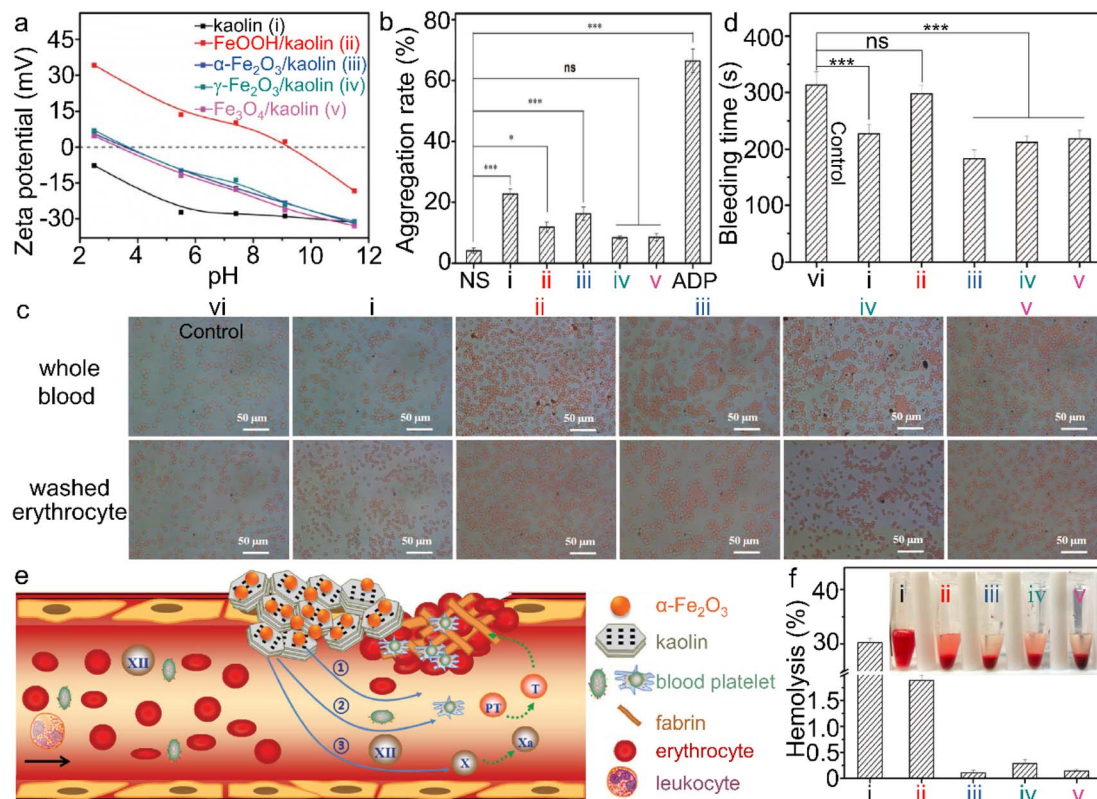 a
45
30
15
0
-15
-30
Zeta potential (mV)
kaolin (i)
FeOOH/kaolin (ii)
α-Fe2O3/kaolin (iii)
γ-Fe2O3/kaolin (iv)
Fe3O4/kaolin (v)
2 4 6 8 10 12
pH
b
80
60
40
20
0
Aggregation rate (%)
***
ns
***
*
***
NS i ii iii iv v ADP
d
400
300
200
100
0
Bleeding time (s)
***
ns
***
Control
vi i ii iii iv v
c
vi i ii iii iv v
whole
blood
Control
50 μm 50 μm 50 μm 50 μm 50 μm 50 μm
washed
erythrocyte
50 μm 50 μm 50 μm 50 μm 50 μm 50 μm
e
XII
①
②
③
XII
PT
T
X
Xa
α-Fe2O3
kaolin
blood platelet
fabrin
erythrocyte
leukocyte
f
40
30
1.5
1.0
0.5
0
Hemolysis (%)
i ii iii iv v
i ii iii iv v